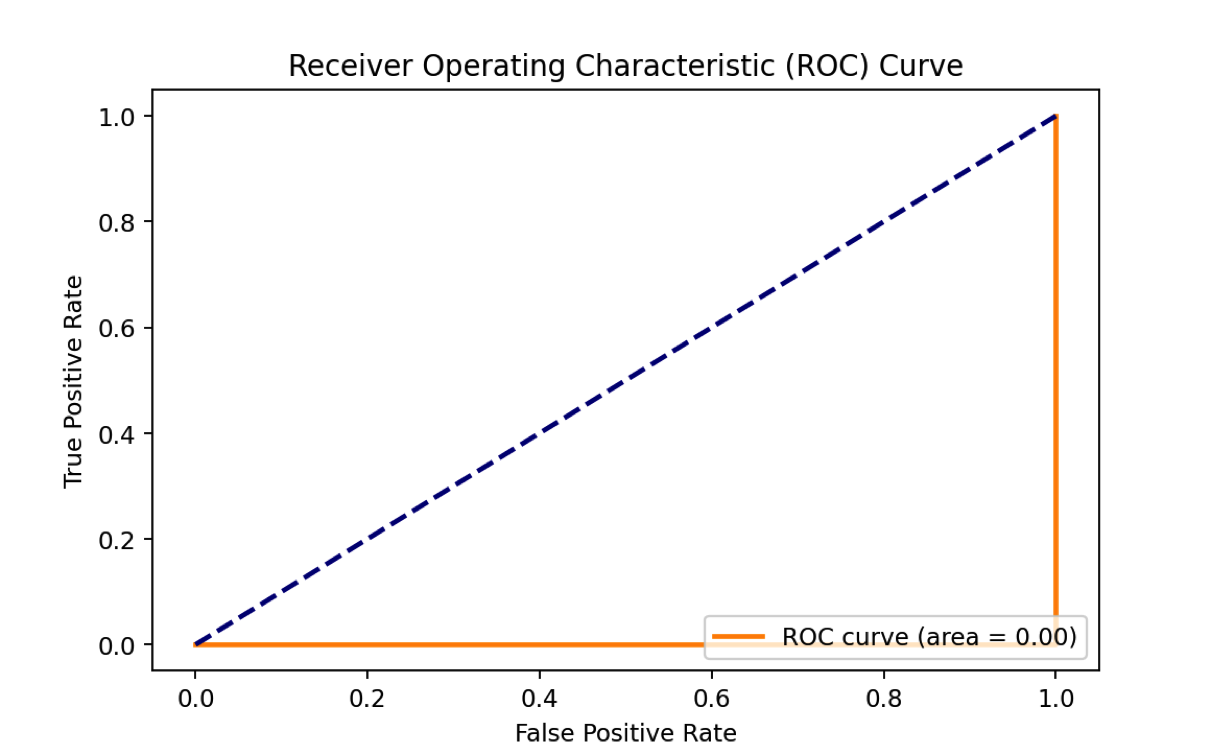 Receiver Operating Characteristic (ROC) Curve
True Positive Rate
1.0
0.8
0.6
0.4
0.2
0.0
ROC curve (area = 0.00)
0.0 0.2 0.4 0.6 0.8 1.0
False Positive Rate